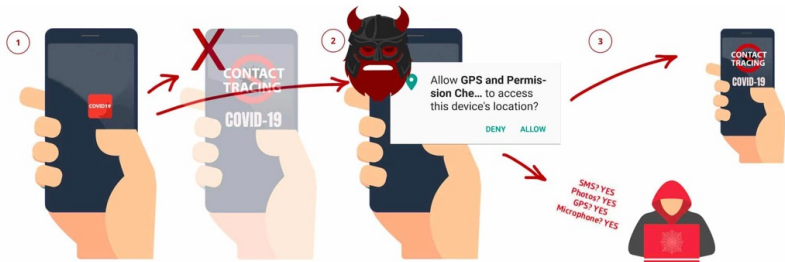 1
COVID19
X
CONTACT
TRACING
COVID-19
2
Allow GPS and Permis-
sion Che... to access
this device's location?
DENY ALLOW
3
CONTACT
TRACING
COVID-19
SMS? YES
Photos? YES
GPS? YES
Microphone? YES